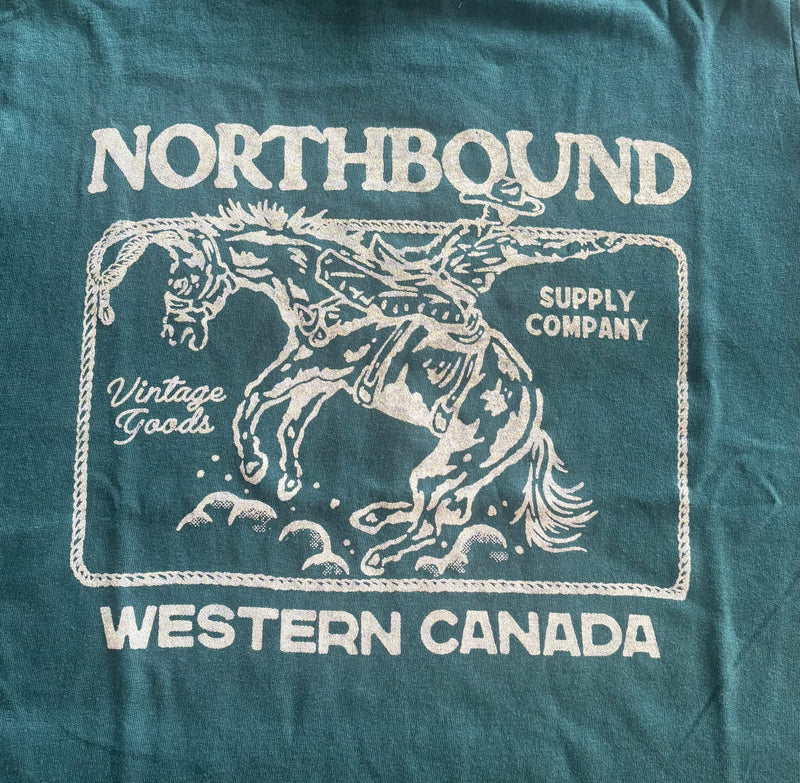 NORTHBOUND
SUPPLY
COMPANY
Vintage
Goods
WESTERN CANADA